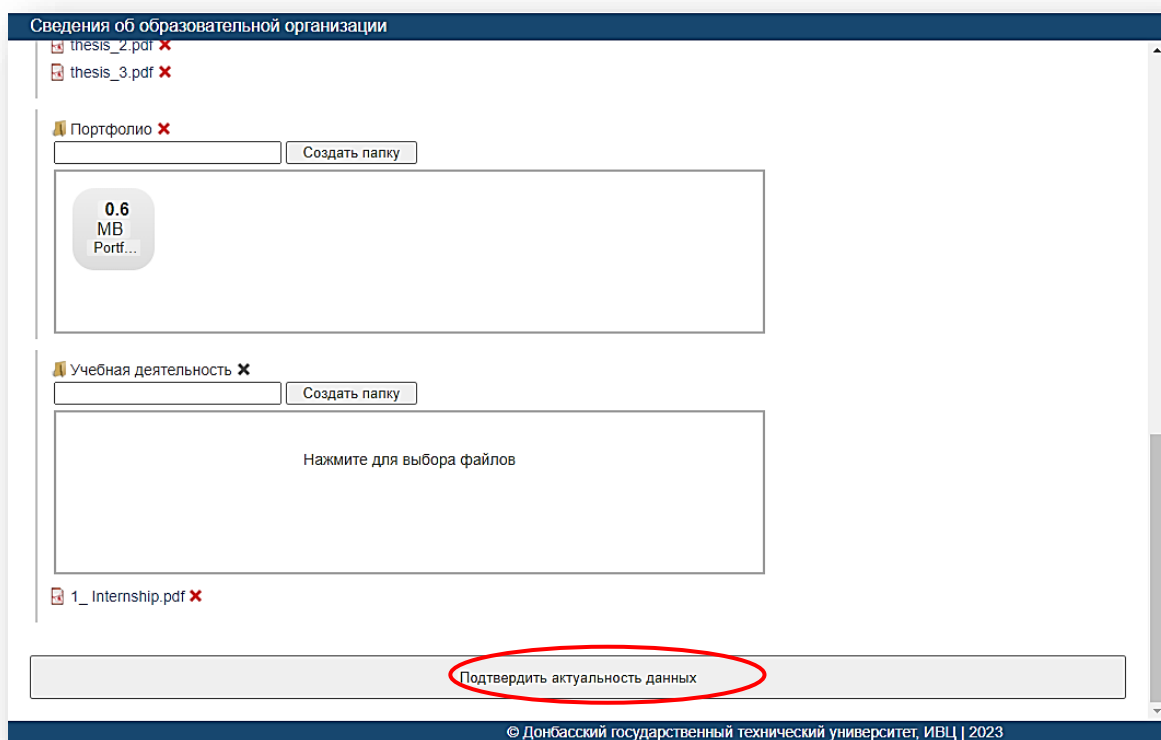 Сведения об образовательной организации
thesis_2.pdf
thesis_3.pdf
Портфолио
Создать папку
0.6
MB
Portf...
Учебная деятельность
Создать папку
Нажмите для выбора файлов
1_ Internship.pdf
Подтвердить актуальность данных
© Донбасский государственный технический университет, ИВЦ | 2023